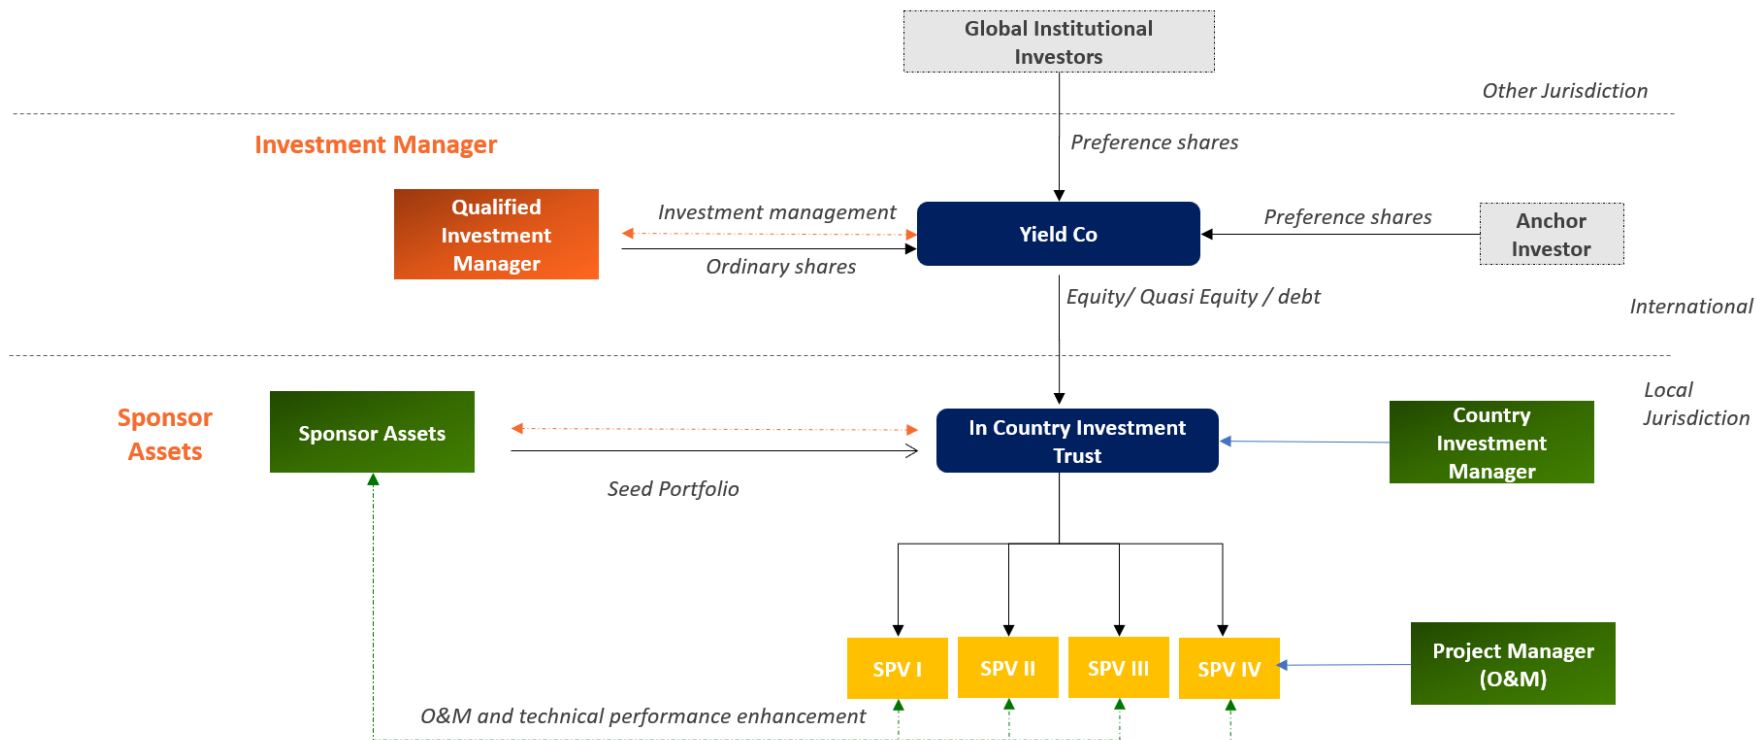 Global Institutional
Investors
Other Jurisdiction
Investment Manager
Preference shares
Qualified
Investment
Manager
Investment management
Ordinary shares
Yield Co
Preference shares
Anchor
Investor
Equity/ Quasi Equity / debt
International
Sponsor
Assets
Sponsor Assets
Seed Portfolio
In Country Investment
Trust
Country
Investment
Manager
Local
Jurisdiction
SPV I
SPV II
SPV III
SPV IV
Project Manager
(O&M)
O&M and technical performance enhancement